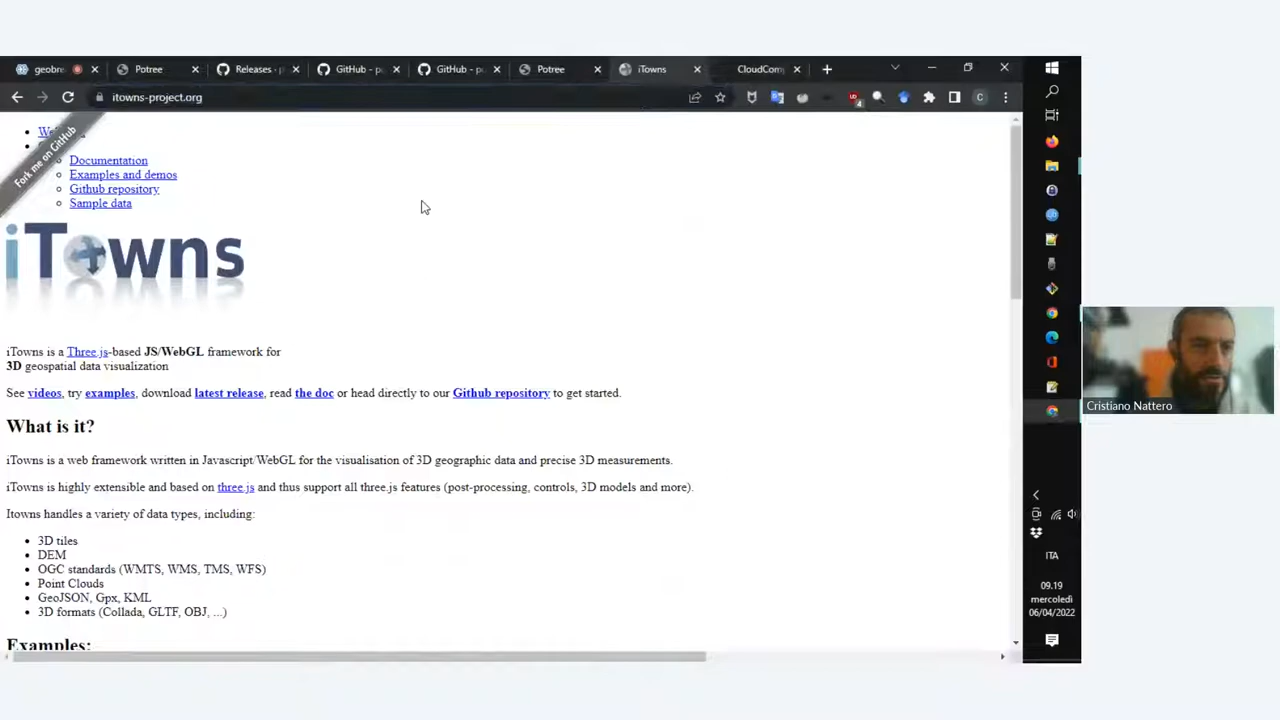 geobre
Potree
Releases · p
GitHub - po
GitHub - po
Potree
iTowns
CloudCom
itowns-project.org
C
4
Fork me on GitHub
Documentation
Examples and demos
Github repository
Sample data
iTowns
iTowns is a Three.js-based JS/WebGL framework for
3D geospatial data visualization
See videos, try examples, download latest release, read the doc or head directly to our Github repository to get started.
What is it?
iTowns is a web framework written in Javascript/WebGL for the visualisation of 3D geographic data and precise 3D measurements.
iTowns is highly extensible and based on three.js and thus support all three.js features (post-processing, controls, 3D models and more).
Itowns handles a variety of data types, including:
3D tiles
DEM
OGC standards (WMTS, WMS, TMS, WFS)
Point Clouds
GeoJSON, Gpx, KML
3D formats (Collada, GLTF, OBJ, ...)
Examples:
ITA
09.19
mercoledì
06/04/2022
Cristiano Nattero